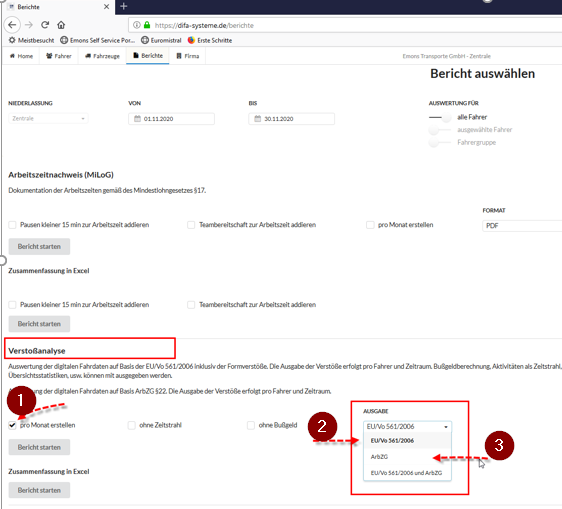 Berichte
https://difa-systeme.de/berichte
Meistbesucht Emons Self Service Por... Euromistral Erste Schritte
Home Fahrer Fahrzeuge Berichte Firma Emons Transporte GmbH - Zentrale
Bericht auswählen
NIEDERLASSUNG VON BIS AUSWERTUNG FÜR
Zentrale 01.11.2020 30.11.2020 alle Fahrer
ausgewählte Fahrer
Fahrergruppe
Arbeitszeitnachweis (MiLoG)
Dokumentation der Arbeitszeiten gemäß des Mindestlohngesetzes §17.
FORMAT
Pausen kleiner 15 min zur Arbeitszeit addieren Teambereitschaft zur Arbeitszeit addieren pro Monat erstellen PDF
Bericht starten
Zusammenfassung in Excel
Pausen kleiner 15 min zur Arbeitszeit addieren Teambereitschaft zur Arbeitszeit addieren
Bericht starten
Verstoßanalyse
Auswertung der digitalen Fahrdaten auf Basis der EU/Vo 561/2006 inklusiv der Formverstöße. Die Ausgabe der Verstöße erfolgt pro Fahrer und Zeitraum. Bußgeldberechnung, Aktivitäten als Zeitstrahl,
Übersichtsstatistiken, usw. können mit ausgegeben werden.
1
der digitalen Fahrdaten auf Basis ArbZG §22. Die Ausgabe der Verstöße erfolgt pro Fahrer und Zeitraum.
AUSGABE
pro Monat erstellen ohne Zeitstrahl ohne Bußgeld 2 EU/Vo 561/2006
Bericht starten EU/Vo 561/2006 3
ArbZG
Zusammenfassung in Excel EU/Vo 561/2006 und ArbZG
Bericht starten